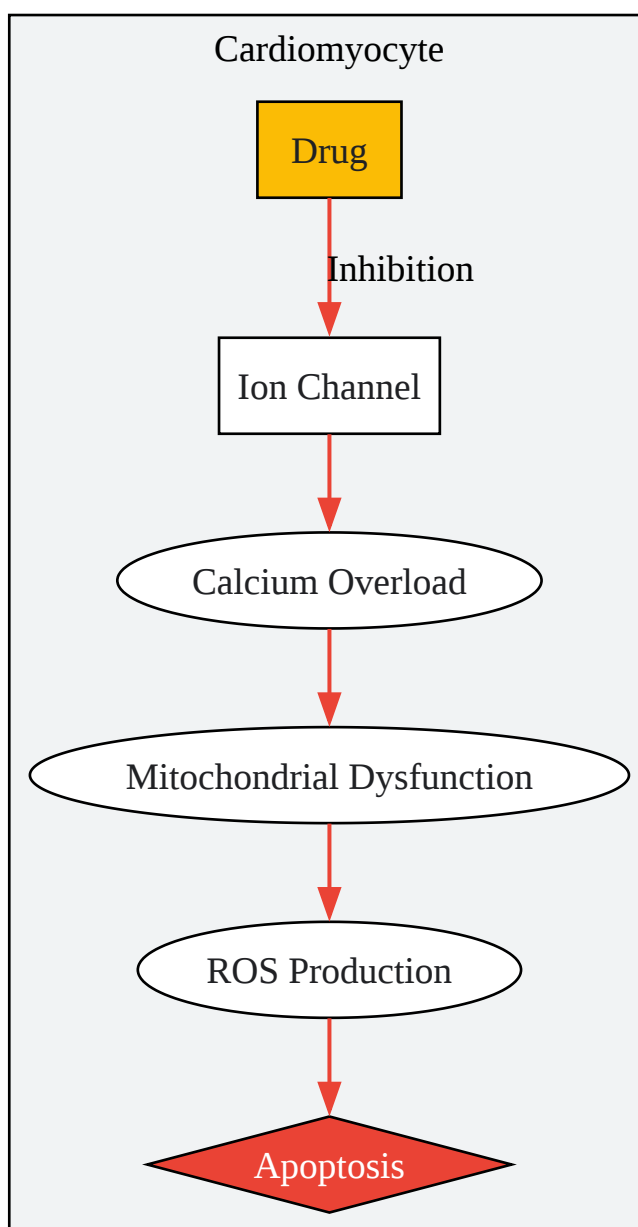 Cardiomyocyte
Drug
Inhibition
Ion Channel
Calcium Overload
Mitochondrial Dysfunction
ROS Production
Apoptosis